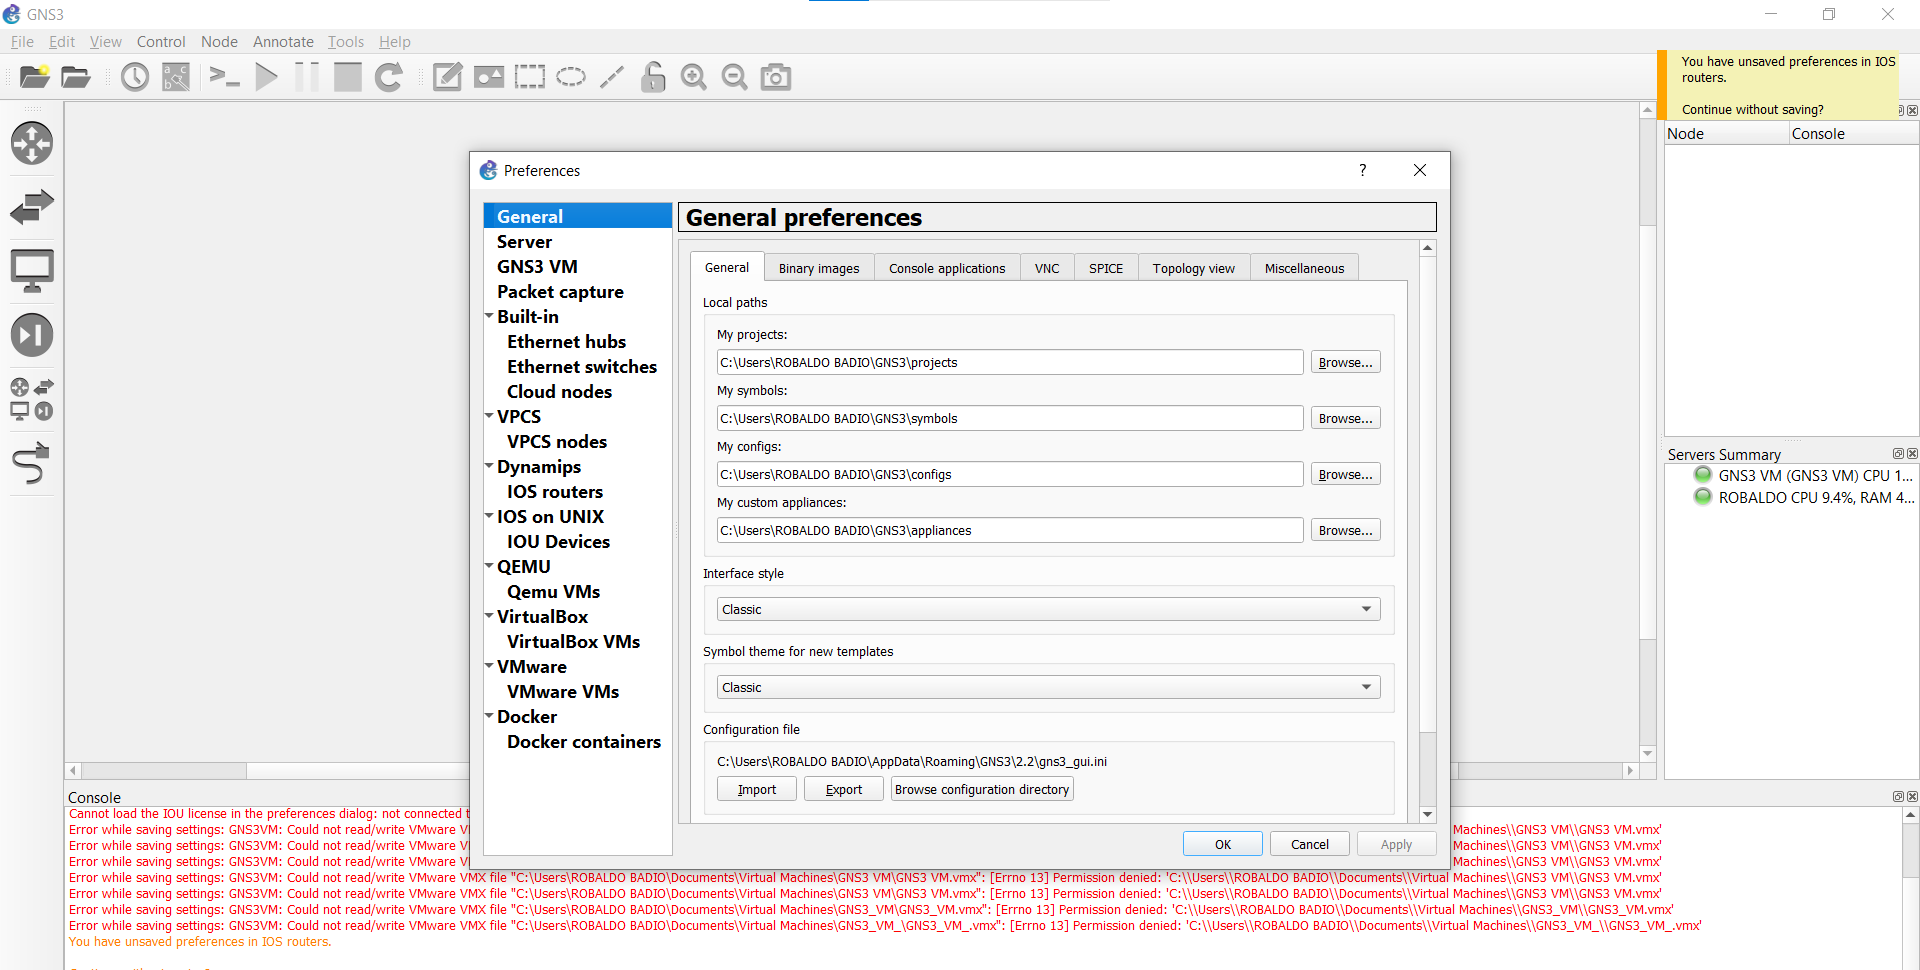 GNS3
File Edit View Control Node Annotate Tools Help
You have unsaved preferences in IOS
routers.
Continue without saving?
Node Console
Preferences
?
General
Server
GNS3 VM
Packet capture
Built-in
Ethernet hubs
Ethernet switches
Cloud nodes
VPCS
VPCS nodes
Dynamips
IOS routers
IOS on UNIX
IOU Devices
QEMU
Qemu VMs
VirtualBox
VirtualBox VMs
VMware
VMware VMs
Docker
Docker containers
General preferences
General Binary images Console applications VNC SPICE Topology view Miscellaneous
Local paths
My projects:
C:\Users\ROBALDO BADIO\GNS3\projects Browse...
My symbols:
C:\Users\ROBALDO BADIO\GNS3\symbols Browse...
My configs:
C:\Users\ROBALDO BADIO\GNS3\configs Browse...
My custom appliances:
C:\Users\ROBALDO BADIO\GNS3\appliances Browse...
Interface style
Classic
Symbol theme for new templates
Classic
Configuration file
C:\Users\ROBALDO BADIO\AppData\Roaming\GNS3\2.2\gns3_gui.ini
Import Export Browse configuration directory
OK Cancel Apply
Servers Summary
GNS3 VM (GNS3 VM) CPU 1...
ROBALDO CPU 9.4%, RAM 4...
Console
Cannot load the IOU license in the preferences dialog: not connected t
Error while saving settings: GNS3VM: Could not read/write VMware VM Machines\\GNS3 VM\\GNS3 VM.vmx'
Error while saving settings: GNS3VM: Could not read/write VMware VM Machines\\GNS3 VM\\GNS3 VM.vmx'
Error while saving settings: GNS3VM: Could not read/write VMware VM Machines\\GNS3 VM\\GNS3 VM.vmx'
Error while saving settings: GNS3VM: Could not read/write VMware VMX file "C:\Users\ROBALDO BADIO\Documents\Virtual Machines\GNS3 VM\GNS3 VM.vmx": [Errno 13] Permission denied: 'C:\\Users\\ROBALDO BADIO\\Documents\\Virtual Machines\\GNS3 VM\\GNS3 VM.vmx'
Error while saving settings: GNS3VM: Could not read/write VMware VMX file "C:\Users\ROBALDO BADIO\Documents\Virtual Machines\GNS3 VM\GNS3 VM.vmx": [Errno 13] Permission denied: 'C:\\Users\\ROBALDO BADIO\\Documents\\Virtual Machines\\GNS3 VM\\GNS3 VM.vmx'
Error while saving settings: GNS3VM: Could not read/write VMware VMX file "C:\Users\ROBALDO BADIO\Documents\Virtual Machines\GNS3_VM\GNS3_VM.vmx": [Errno 13] Permission denied: 'C:\\Users\\ROBALDO BADIO\\Documents\\Virtual Machines\\GNS3_VM\\GNS3_VM.vmx'
Error while saving settings: GNS3VM: Could not read/write VMware VMX file "C:\Users\ROBALDO BADIO\Documents\Virtual Machines\GNS3_VM_\GNS3_VM_.vmx": [Errno 13] Permission denied: 'C:\\Users\\ROBALDO BADIO\\Documents\\Virtual Machines\\GNS3_VM_\\GNS3_VM_.vmx'
You have unsaved preferences in IOS routers.